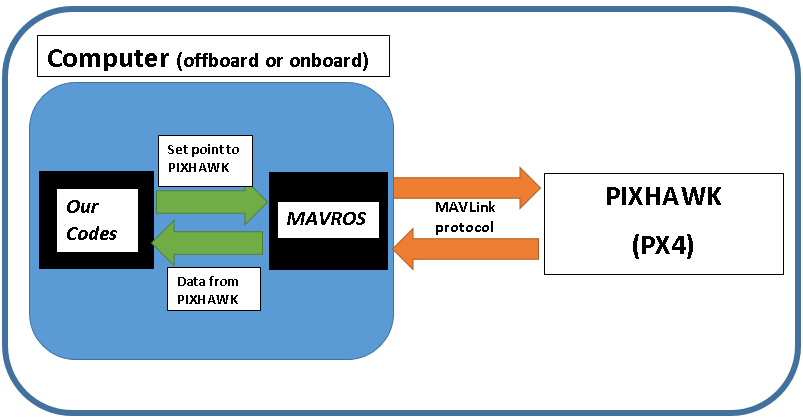 Computer (offboard or onboard)
Set point to
PIXHAWK
Our
Codes
MAVROS
Data from
PIXHAWK
MAVLink
protocol
PIXHAWK
(PX4)